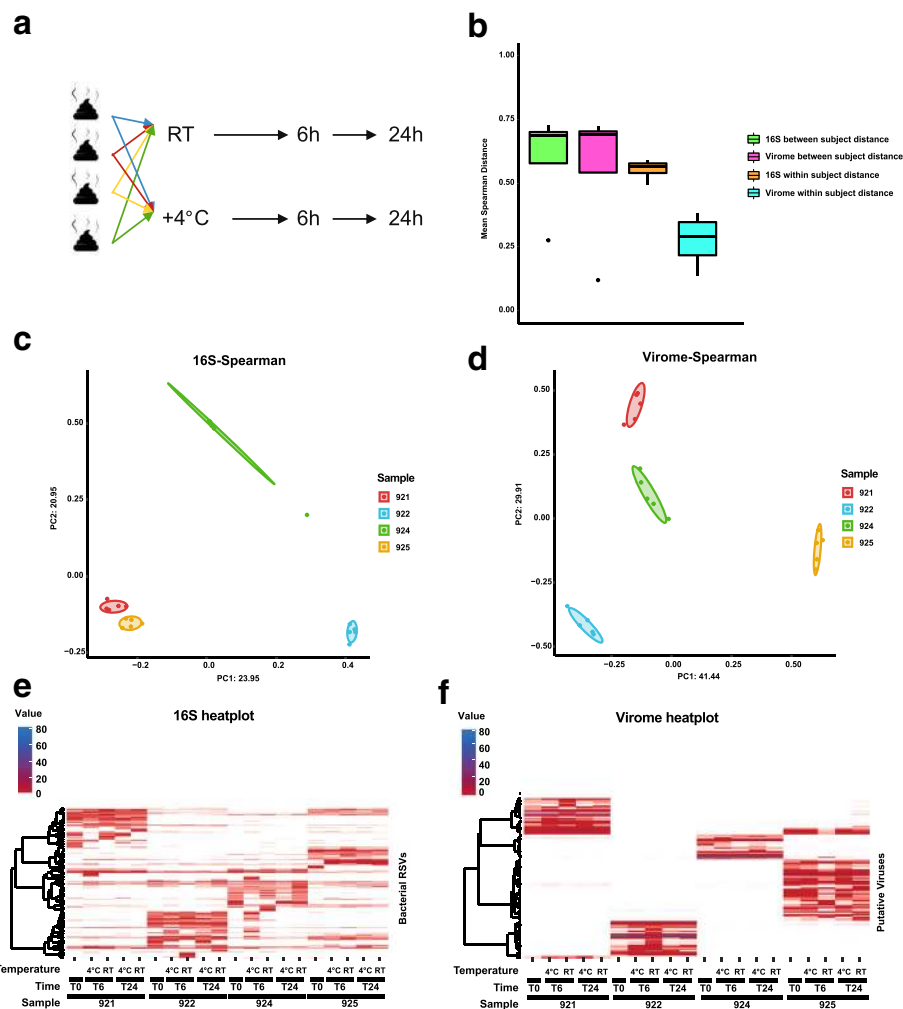 a
RT
6h
24h
+4°C
6h
24h
b
1.00
0.75
0.50
0.25
0.00
Mean Spearman Distance
16S between subject distance
Virome between subject distance
16S within subject distance
Virome within subject distance
c
16S-Spearman
0.50
0.25
0.00
−0.25
PC2: 20.95
−0.2
0.0
0.2
0.4
PC1: 23.95
Sample
921
922
924
925
d
Virome-Spearman
0.50
0.25
0.00
−0.25
−0.50
PC2: 29.91
−0.25
0.00
0.25
0.50
PC1: 41.44
Sample
921
922
924
925
e
16S heatplot
Value
80
60
40
20
0
Bacterial RSVs
Temperature
4°C RT 4°C RT 4°C RT 4°C RT 4°C RT 4°C RT 4°C RT 4°C RT
Time
T0 T6 T24 T0 T6 T24 T0 T6 T24 T0 T6 T24
Sample
921 922 924 925
f
Virome heatplot
Value
80
60
40
20
0
Putative Viruses
Temperature
4°C RT 4°C RT 4°C RT 4°C RT 4°C RT 4°C RT 4°C RT 4°C RT
Time
T0 T6 T24 T0 T6 T24 T0 T6 T24 T0 T6 T24
Sample
921 922 924 925